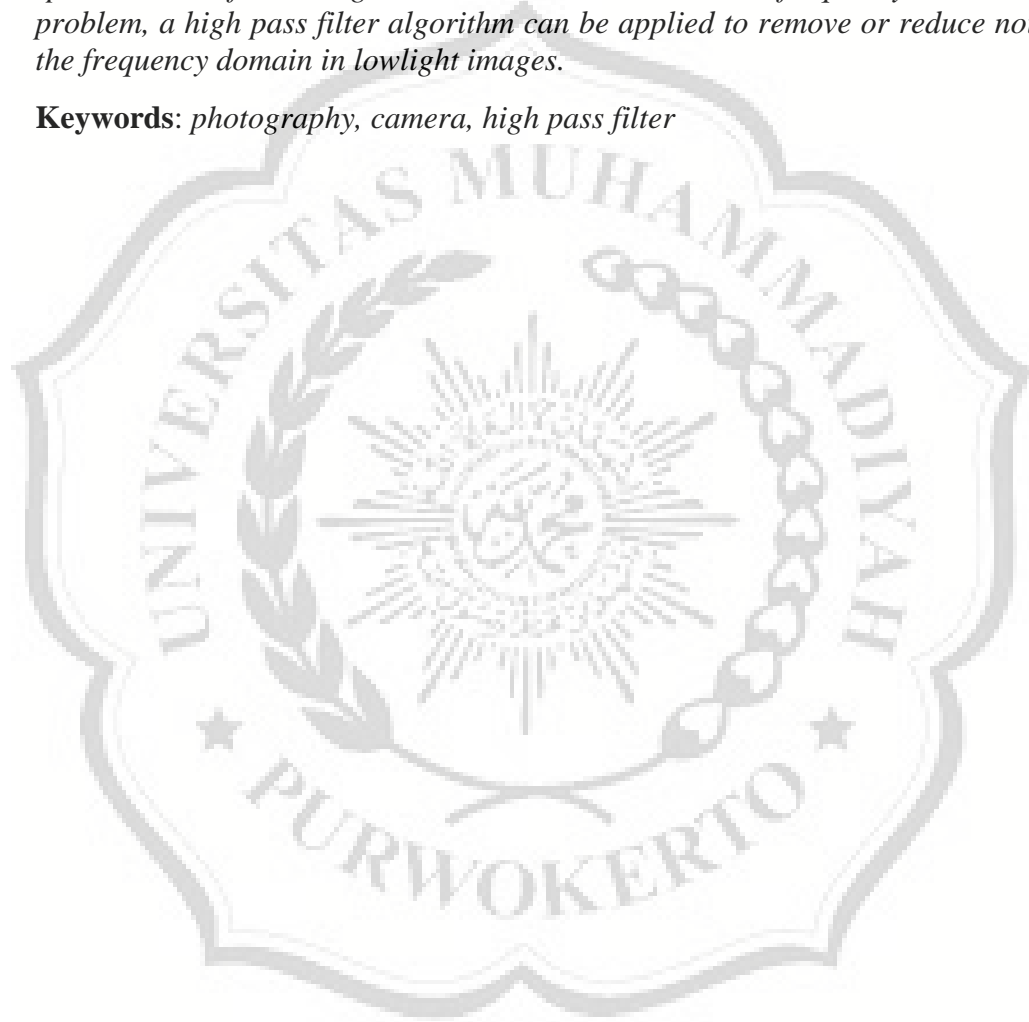 problem, a high pass filter algorithm can be applied to remove or reduce
the frequency domain in lowlight images.
Keywords: photography, camera, high pass filter
UNIVERSITAS MUHAMMADIYAH
PURWOKERTO